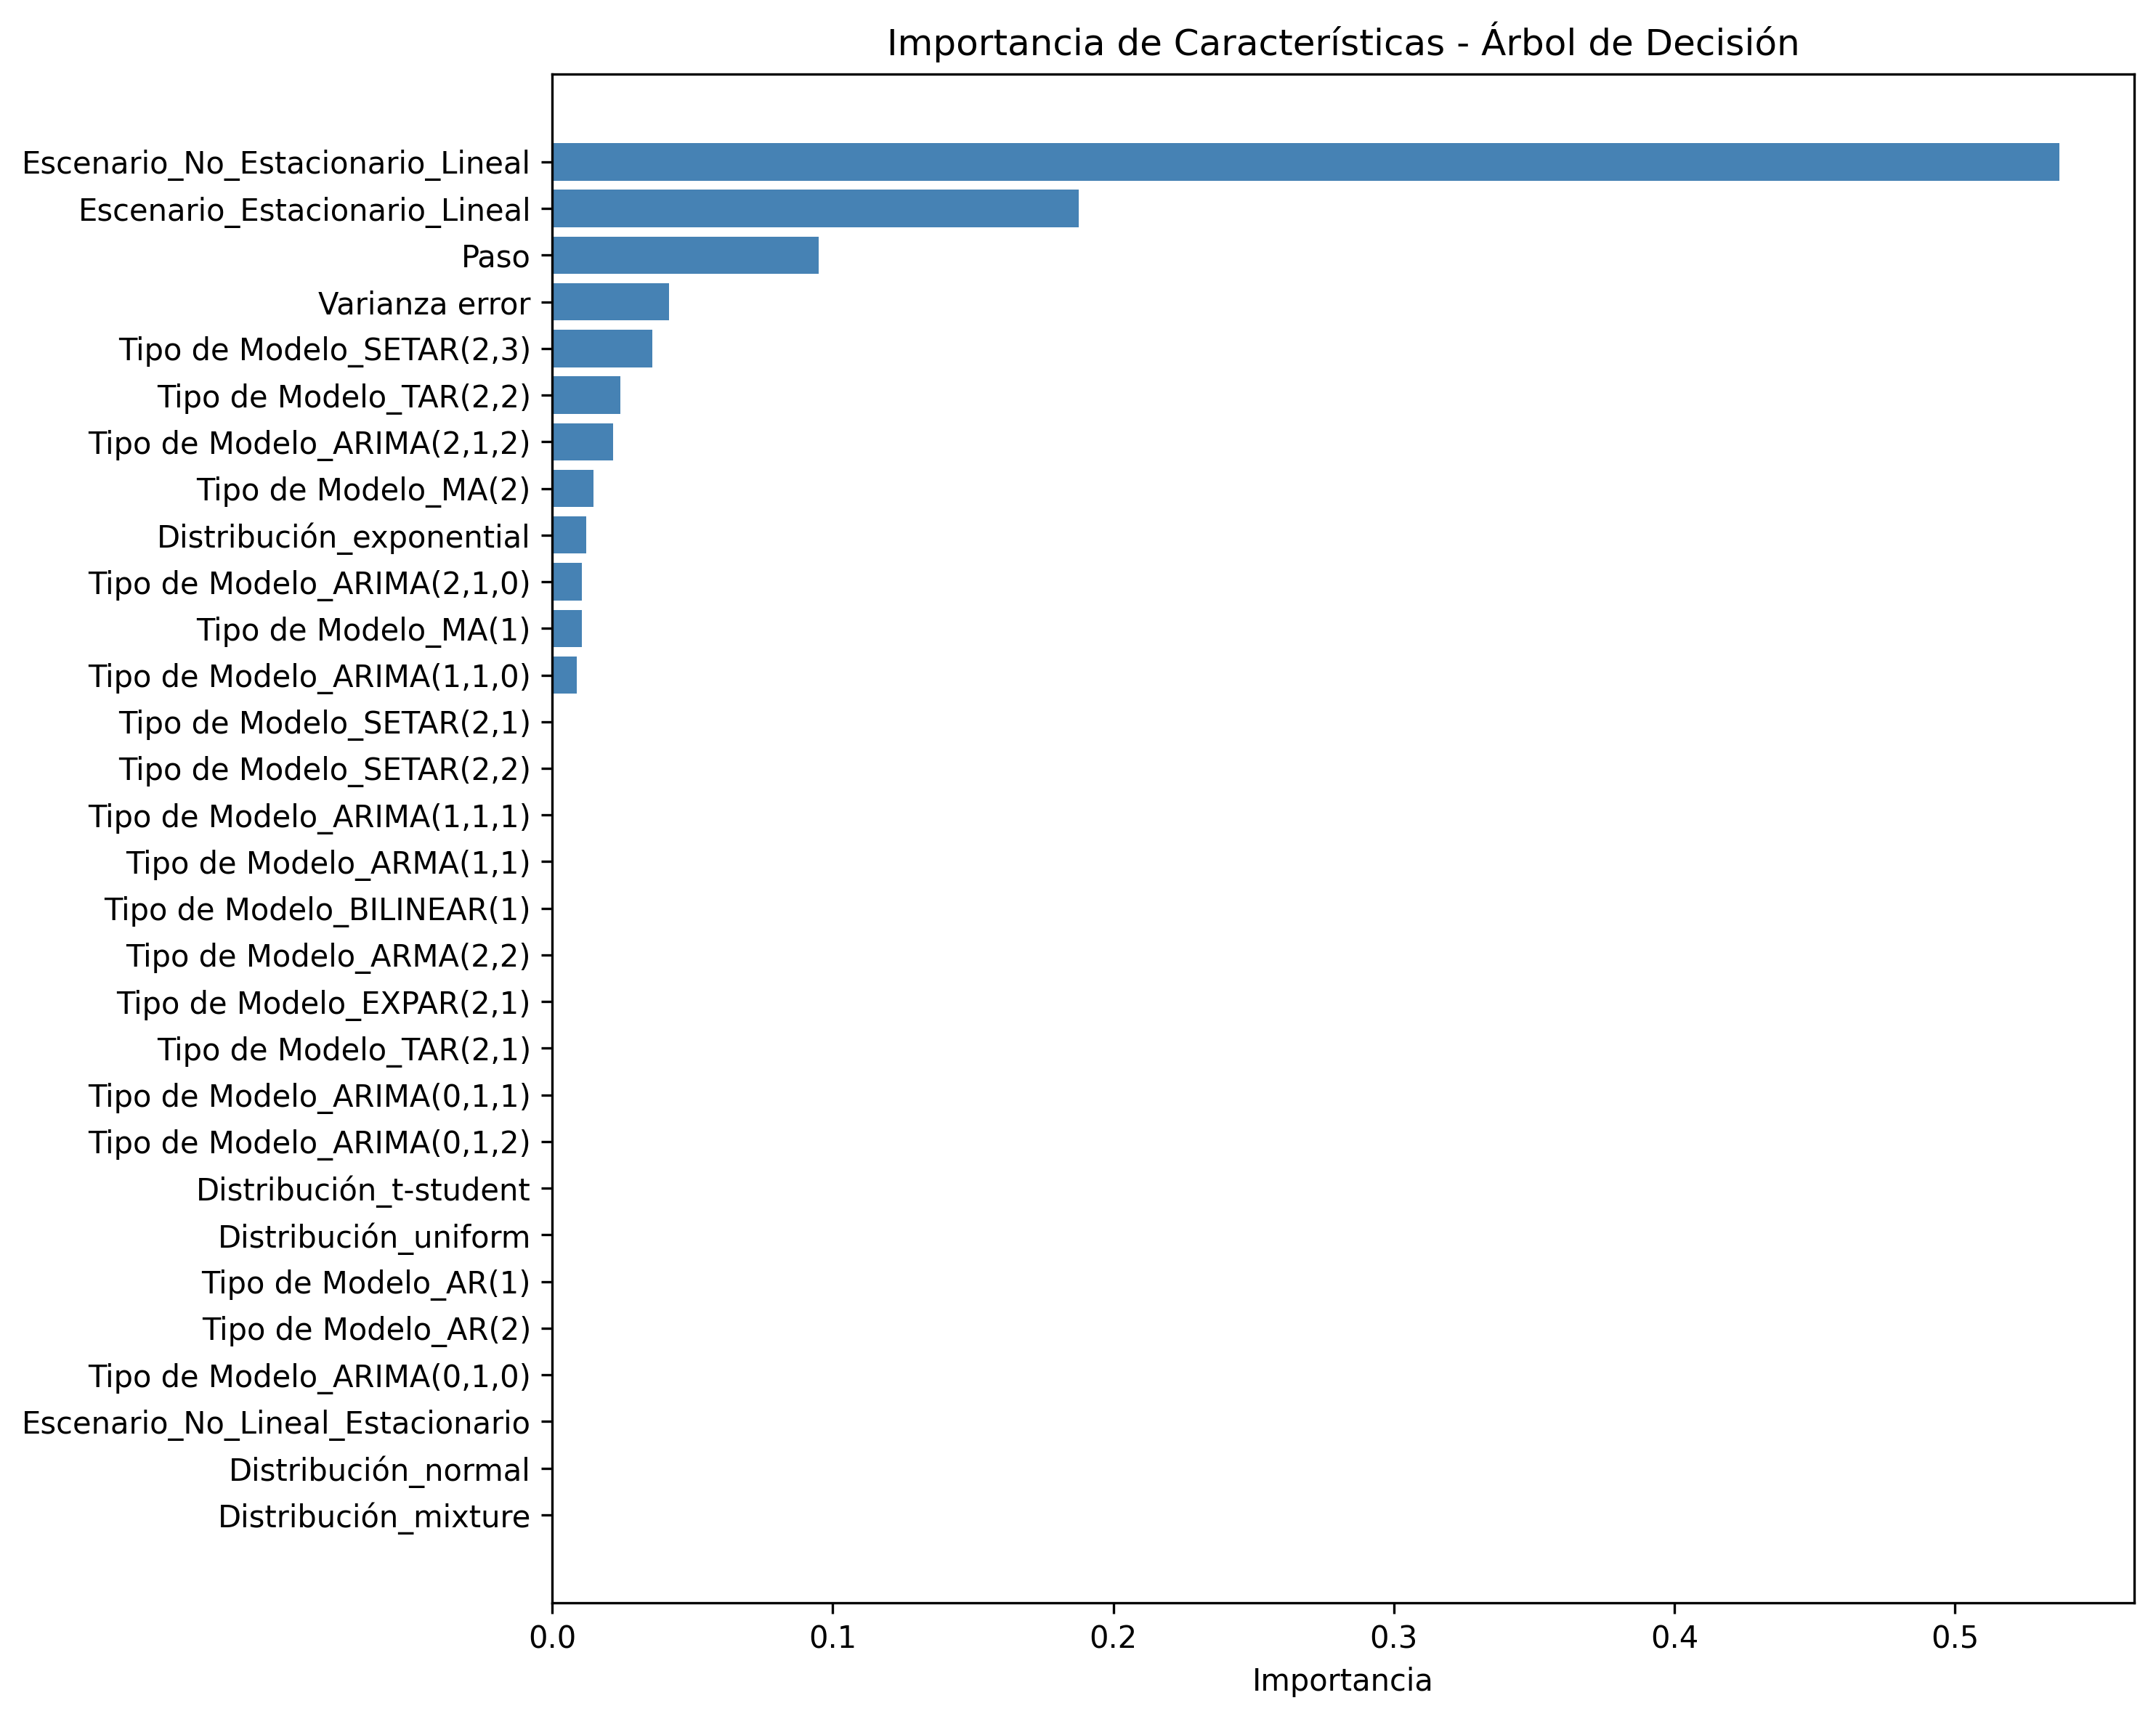 Importancia de Características - Árbol de Decisión
Escenario_No_Estacionario_Lineal
Escenario_Estacionario_Lineal
Paso
Varianza error
Tipo de Modelo_SETAR(2,3)
Tipo de Modelo_TAR(2,2)
Tipo de Modelo_ARIMA(2,1,2)
Tipo de Modelo_MA(2)
Distribución_exponential
Tipo de Modelo_ARIMA(2,1,0)
Tipo de Modelo_MA(1)
Tipo de Modelo_ARIMA(1,1,0)
Tipo de Modelo_SETAR(2,1)
Tipo de Modelo_SETAR(2,2)
Tipo de Modelo_ARIMA(1,1,1)
Tipo de Modelo_ARMA(1,1)
Tipo de Modelo_BILINEAR(1)
Tipo de Modelo_ARMA(2,2)
Tipo de Modelo_EXPAR(2,1)
Tipo de Modelo_TAR(2,1)
Tipo de Modelo_ARIMA(0,1,1)
Tipo de Modelo_ARIMA(0,1,2)
Distribución_t-student
Distribución_uniform
Tipo de Modelo_AR(1)
Tipo de Modelo_AR(2)
Tipo de Modelo_ARIMA(0,1,0)
Escenario_No_Lineal_Estacionario
Distribución_normal
Distribución_mixture
0.0 0.1 0.2 0.3 0.4 0.5
Importancia